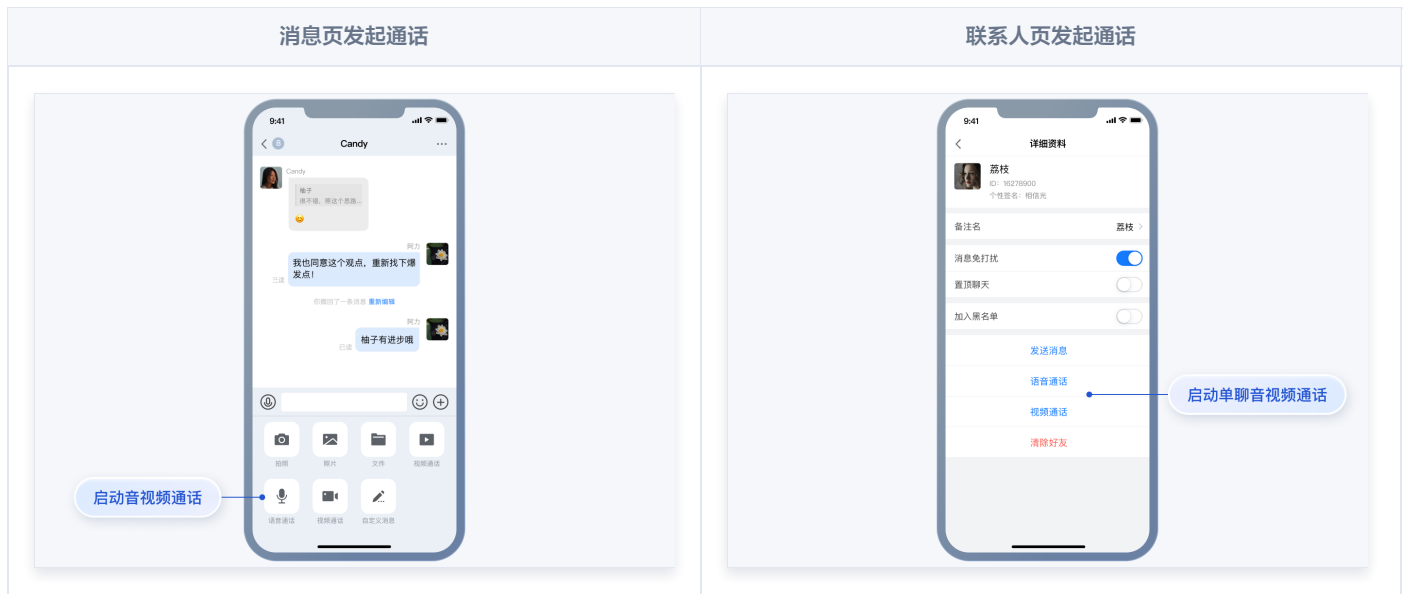 消息页发起通话
联系人页发起通话
9:41
8
Candy
Candy
柚子
很不错，照这个思路...
阿力
我也同意这个观点，重新找下爆
发点！
已读
你撤回了一条消息 重新编辑
阿力
柚子有进步哦
已读
拍照
照片
文件
视频通话
启动音视频通话
语音通话
视频通话
自定义消息
9:41
详细资料
荔枝
ID：16278900
个性签名：相信光
备注名
荔枝
消息免打扰
置顶聊天
加入黑名单
发送消息
语音通话
视频通话
清除好友
启动单聊音视频通话